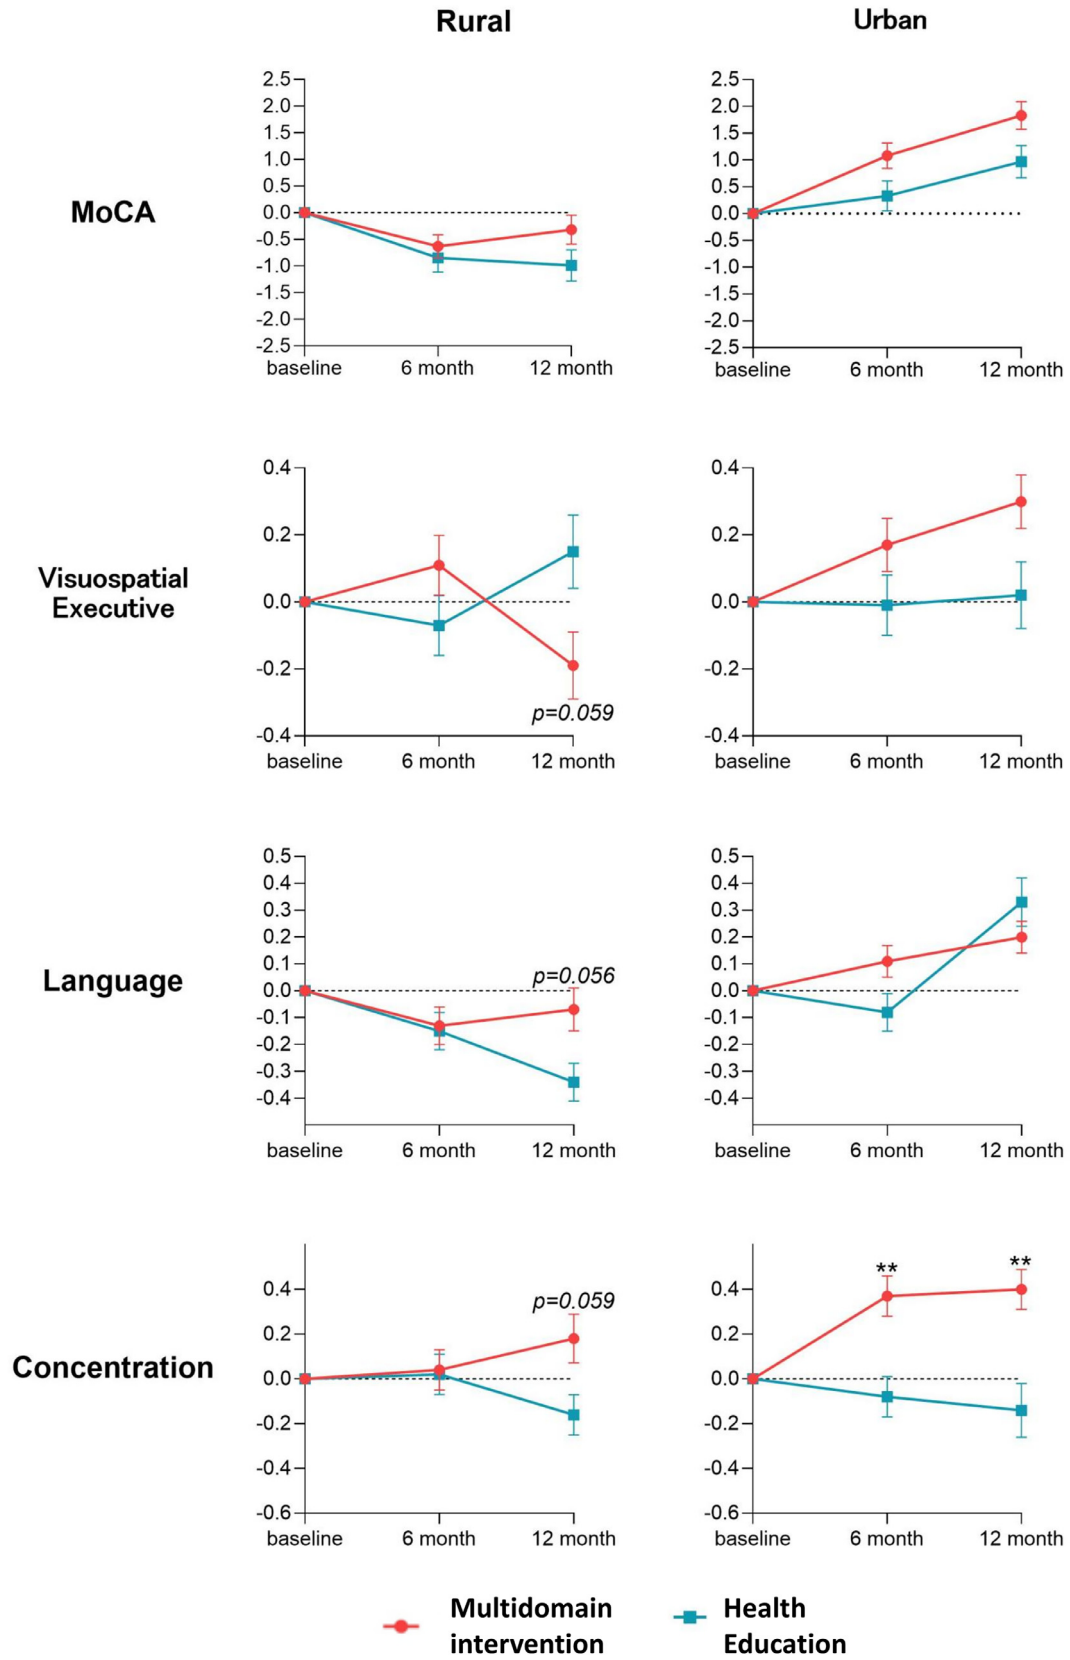 Rural
Urban
MoCA
2.5
2.0
1.5
1.0
0.5
0.0
-0.5
-1.0
-1.5
-2.0
-2.5
baseline 6 month 12 month
2.5
2.0
1.5
1.0
0.5
0.0
-0.5
-1.0
-1.5
-2.0
-2.5
baseline 6 month 12 month
Visuospatial
Executive
0.4
0.2
0.0
-0.2
-0.4
p=0.059
baseline 6 month 12 month
0.4
0.2
0.0
-0.2
-0.4
baseline 6 month 12 month
Language
0.5
0.4
0.3
0.2
0.1
0.0
-0.1
-0.2
-0.3
-0.4
p=0.056
baseline 6 month 12 month
0.5
0.4
0.3
0.2
0.1
0.0
-0.1
-0.2
-0.3
-0.4
baseline 6 month 12 month
Concentration
0.4
0.2
0.0
-0.2
-0.4
-0.6
p=0.059
baseline 6 month 12 month
** **
0.4
0.2
0.0
-0.2
-0.4
-0.6
baseline 6 month 12 month
Multidomain
intervention
Health
Education